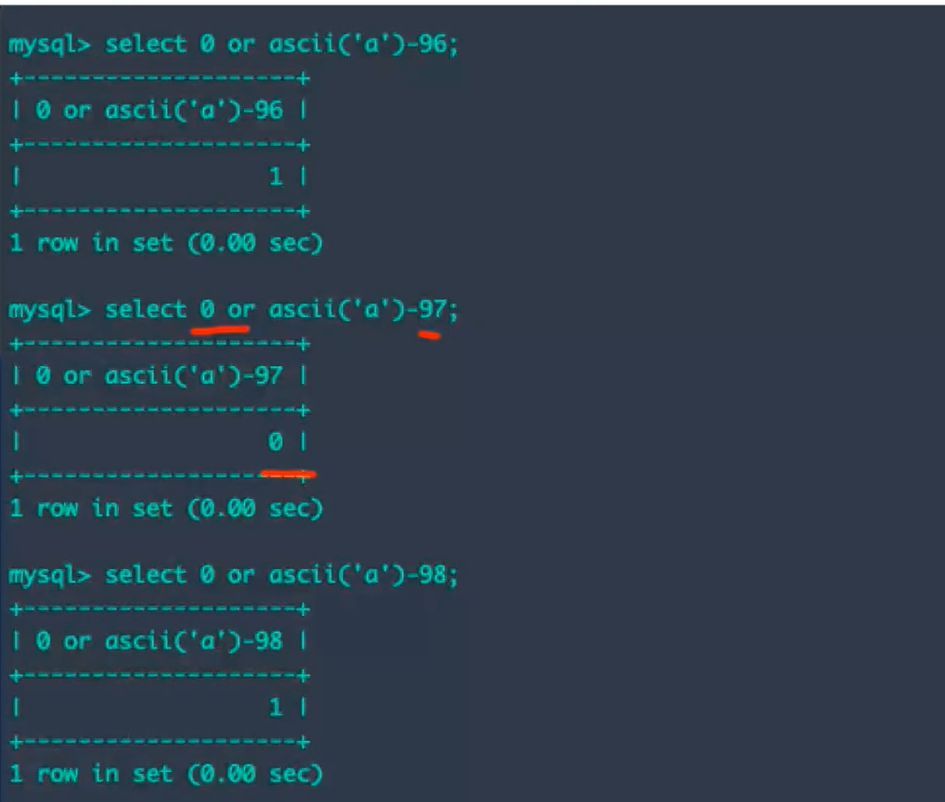 mysql> select 0 or ascii('a')-96;
+--------------------+
| 0 or ascii('a')-96 |
+--------------------+
|                  1 |
+--------------------+
1 row in set (0.00 sec)
mysql> select 0 or ascii('a')-97;
+--------------------+
| 0 or ascii('a')-97 |
+--------------------+
|                  0 |
+--------------------+
1 row in set (0.00 sec)
mysql> select 0 or ascii('a')-98;
+--------------------+
| 0 or ascii('a')-98 |
+--------------------+
|                  1 |
+--------------------+
1 row in set (0.00 sec)